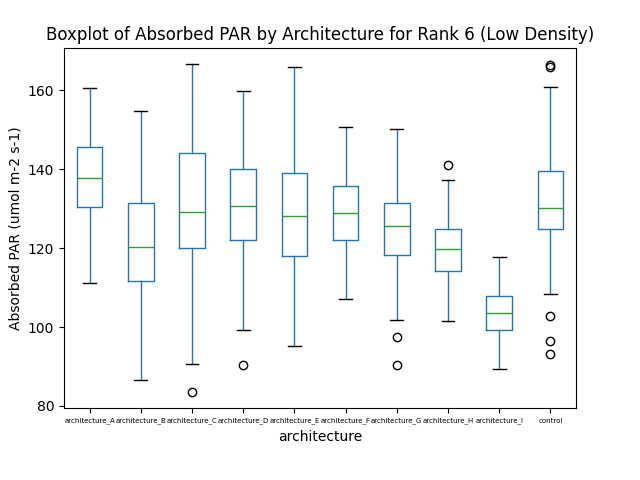 Boxplot of Absorbed PAR by Architecture for Rank 6 (Low Density)
Absorbed PAR (umol m-2 s-1)
160
140
120
100
80
architecture_A architecture_B architecture_C architecture_D architecture_E architecture_F architecture_G architecture_H architecture_I control
architecture